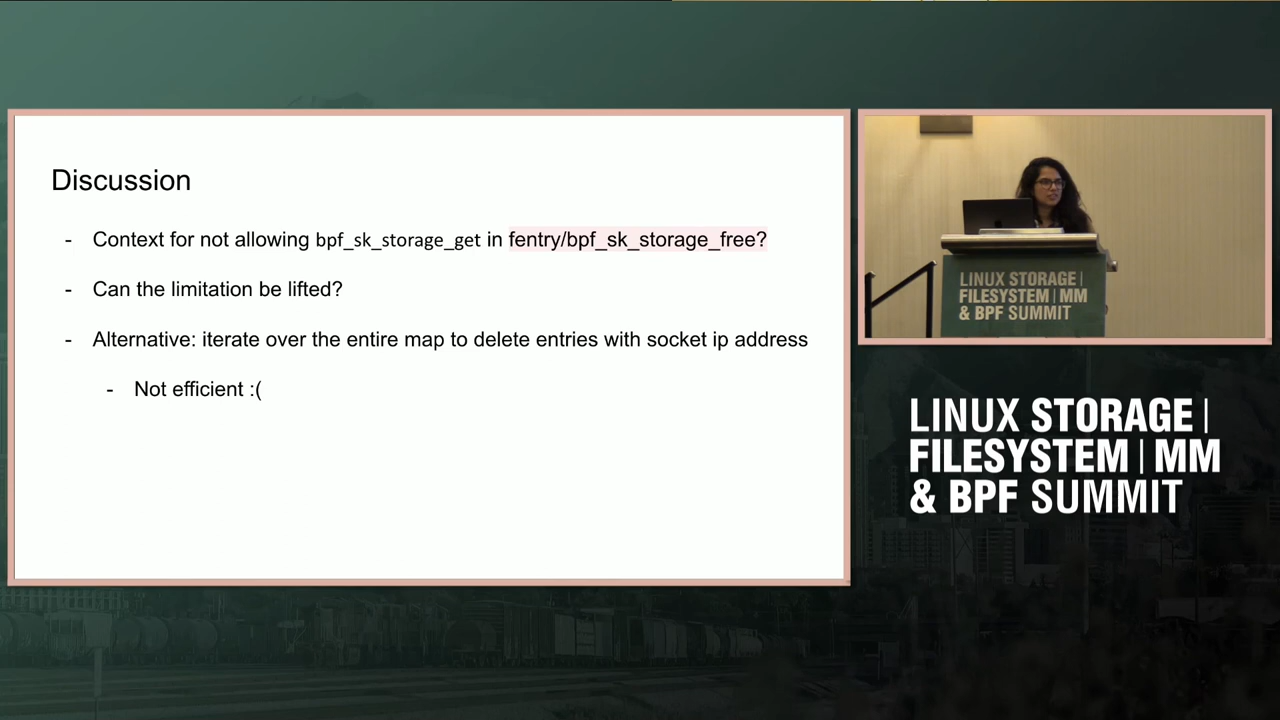 Discussion
- Context for not allowing bpf_sk_storage_get in fentry/bpf_sk_storage_free?
- Can the limitation be lifted?
- Alternative: iterate over the entire map to delete entries with socket ip address
- Not efficient :(
LINUX STORAGE |
FILESYSTEM | MM
& BPF SUMMIT
LINUX STORAGE |
FILESYSTEM | MM
& BPF SUMMIT